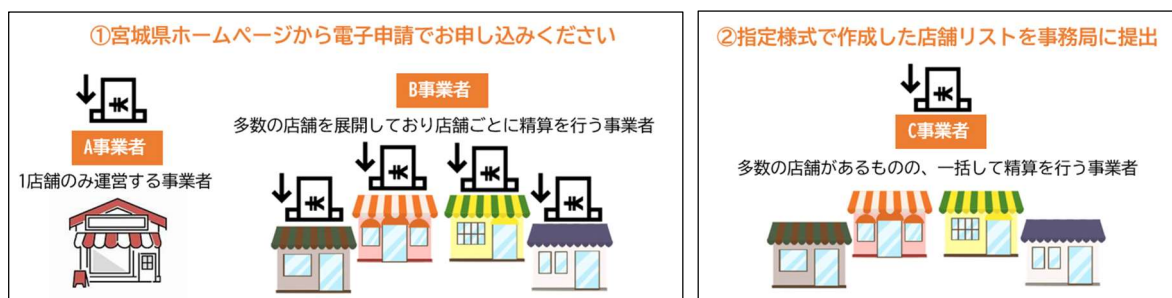 ①宮城県ホームページから電子申請でお申し込みください
A事業者
1店舗のみ運営する事業者
B事業者
多数の店舗を展開しており店舗ごとに精算を行う事業者
②指定様式で作成した店舗リストを事務局に提出
C事業者
多数の店舗があるものの、一括して精算を行う事業者